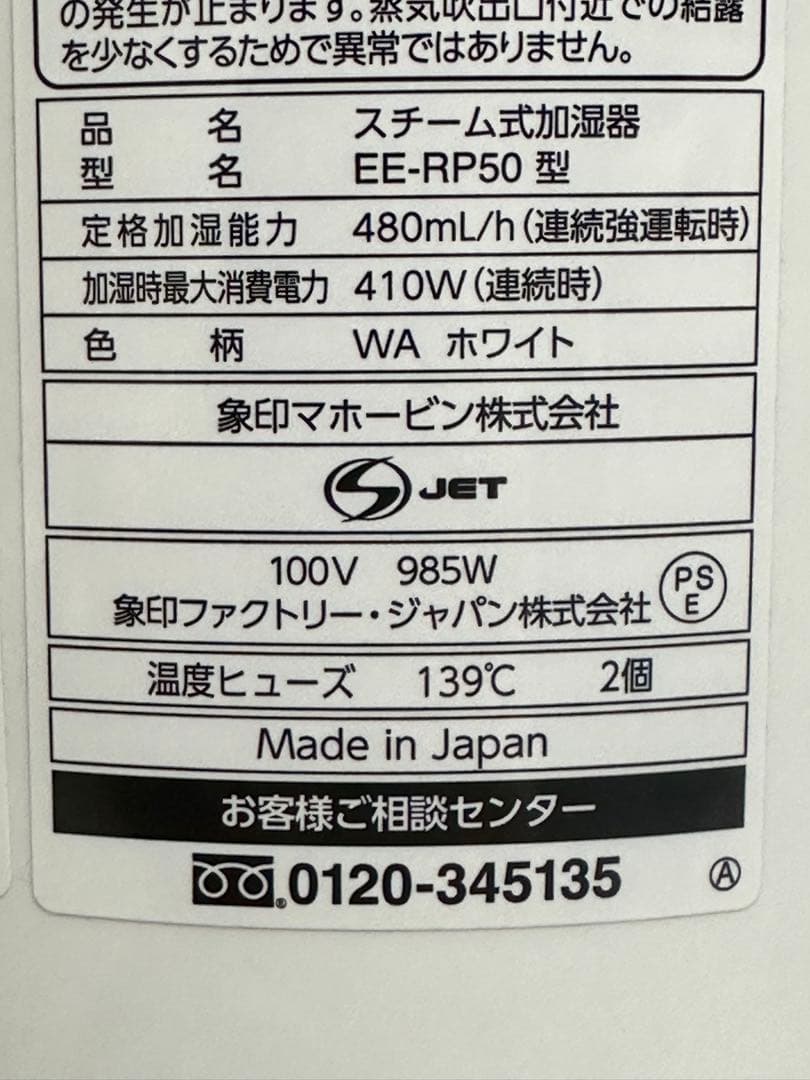 の発生が止まります。蒸気吹出口付近での結露
を少なくするためで異常ではありません。
品名 スチーム式加湿器
型名 EE-RP50 型
定格加湿能力 480mL/h(連続強運転時)
加湿時最大消費電力 410W(連続時)
色柄 WA ホワイト
象印マホービン株式会社
S JET
100V 985W
象印ファクトリー・ジャパン株式会社
PS
E
温度ヒューズ 139℃ 2個
Made in Japan
お客様ご相談センター
®0120-345135
Ⓐ